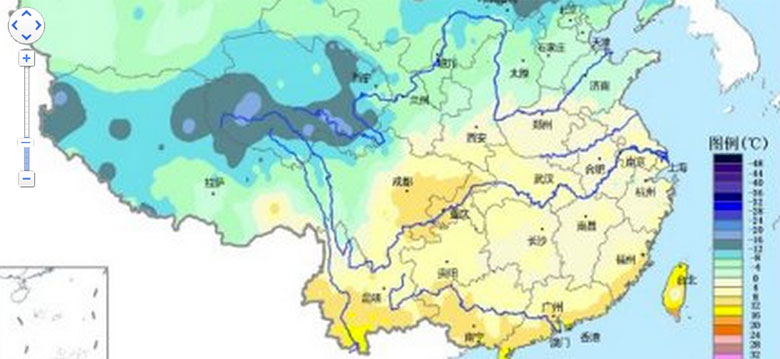 石家庄
天津
太原
济南
银川
西宁
兰州
郑州
西安
图例(℃)
成都
合肥
南京
上海
武汉
拉萨
杭州
重庆
南昌
长沙
福州
贵阳
台北
昆明
广州
南宁
澳门
香港
-48
-44
-40
-36
-32
-28
-24
-20
-16
-12
-8
-4
0
4
8
12
16
20
24
28
32